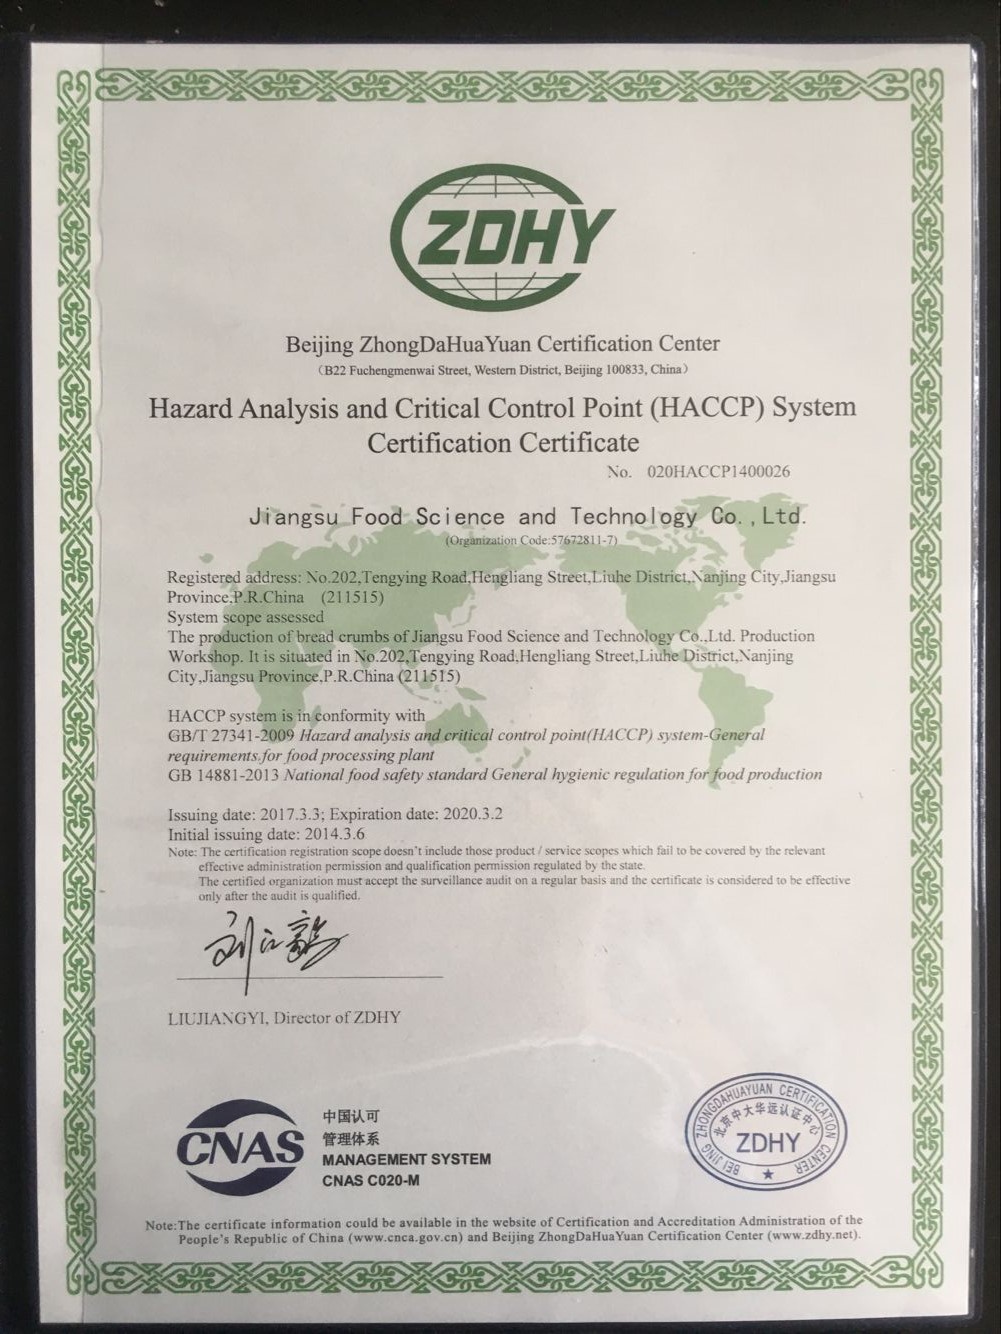 ZDHY
Beijing ZhongDaHuaYuan Certification Center
(B22 Fuchengmenwai Street, Western District, Beijing 100833, China)
Hazard Analysis and Critical Control Point (HACCP) System
Certification Certificate
No. 020HACCP1400026
Jiangsu Food Science and Technology Co.,Ltd.
(Organization Code:57672811-7)
Registered address: No.202,Tengying Road,Hengliang Street,Liuhe District,Nanjing City,Jiangsu
Province,P.R.China (211515)
System scope assessed
The production of bread crumbs of Jiangsu Food Science and Technology Co.,Ltd. Production
Workshop. It is situated in No.202,Tengying Road,Hengliang Street,Liuhe District,Nanjing
City,Jiangsu Province,P.R.China (211515)
HACCP system is in conformity with
GB/T 27341-2009 Hazard analysis and critical control point(HACCP) system-General
requirements for food processing plant
GB 14881-2013 National food safety standard General hygienic regulation for food production
Issuing date: 2017.3.3; Expiration date: 2020.3.2
Initial issuing date: 2014.3.6
Note: The certification registration scope doesn't include those product / service scopes which fail to be covered by the relevant
effective administration permission and qualification permission regulated by the state.
The certified organization must accept the surveillance audit on a regular basis and the certificate is considered to be effective
only after the audit is qualified.
刘江毅
LIUJIANGYI, Director of ZDHY
CNAS
中国认可
管理体系
MANAGEMENT SYSTEM
CNAS C020-M
BEI JING ZHONGDAHUAYUAN CERTIFICATION CENTER
北京中大华远认证中心
ZDHY
Note:The certificate information could be available in the website of Certification and Accreditation Administration of the
People's Republic of China (www.cnca.gov.cn) and Beijing ZhongDaHuaYuan Certification Center (www.zdhy.net).